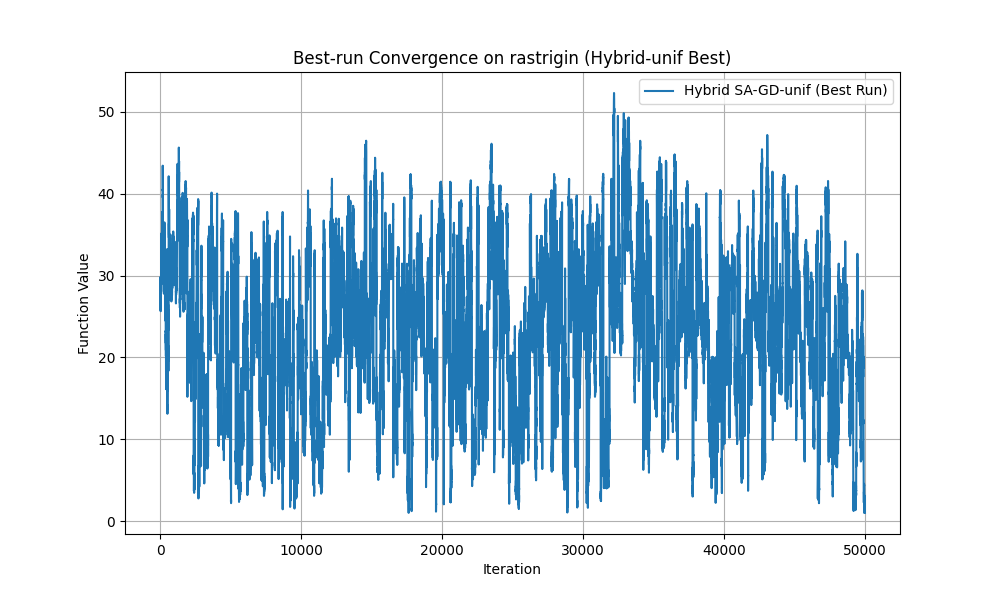 Best-run Convergence on rastrigin (Hybrid-unif Best)
Hybrid SA-GD-unif (Best Run)
Function Value
50
40
30
20
10
0
0 10000 20000 30000 40000 50000
Iteration